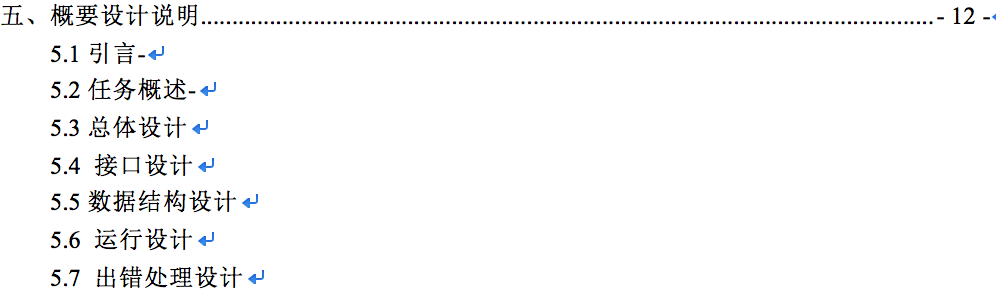 五、概要设计说明........................................................................................................................- 12 -
5.1 引言-
5.2 任务概述-
5.3 总体设计
5.4  接口设计
5.5 数据结构设计
5.6  运行设计
5.7  出错处理设计